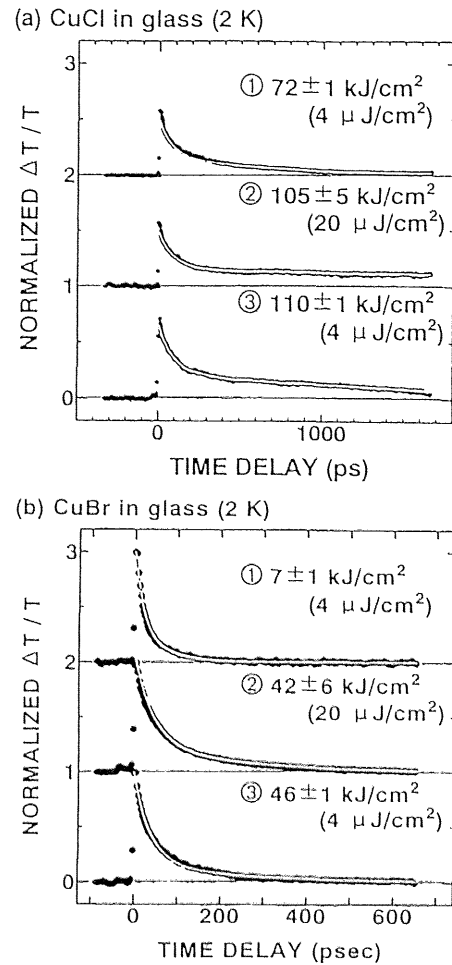 (a) CuCl in glass (2 K)
3
① 72±1 kJ/cm²
(4 μJ/cm²)
2
② 105±5 kJ/cm²
(20 μJ/cm²)
1
③ 110±1 kJ/cm²
(4 μJ/cm²)
0
NORMALIZED ΔT/T
0 1000
TIME DELAY (ps)
(b) CuBr in glass (2 K)
3
① 7±1 kJ/cm²
(4 μJ/cm²)
2
② 42±6 kJ/cm²
(20 μJ/cm²)
1
③ 46±1 kJ/cm²
(4 μJ/cm²)
0
NORMALIZED ΔT/T
0 200 400 600
TIME DELAY (psec)